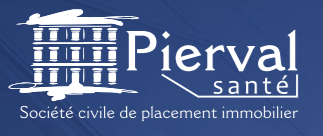 Pierval
santé
Société civile de placement immobilier